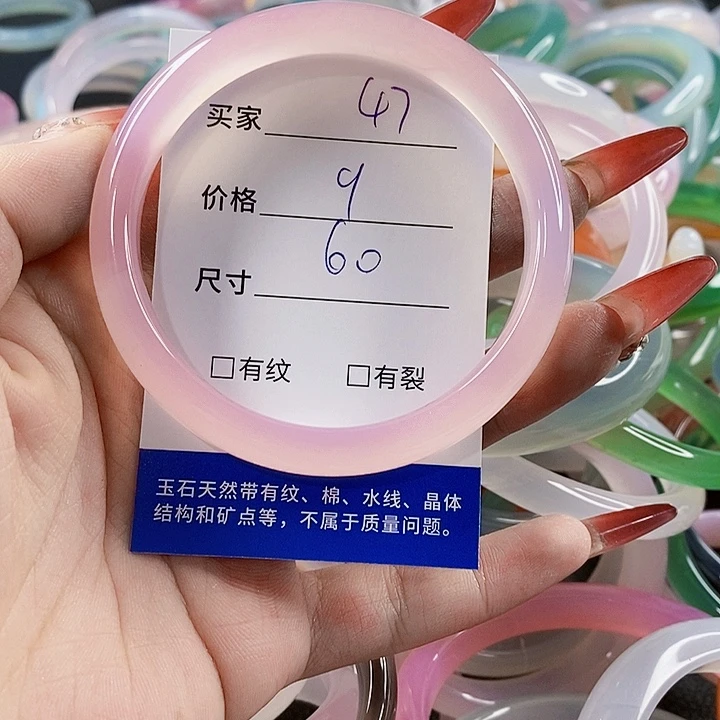 买家 47
价格 9
尺寸 60
□有纹 □有裂
玉石天然带有纹、棉、水线、晶体
结构和矿点等，不属于质量问题。